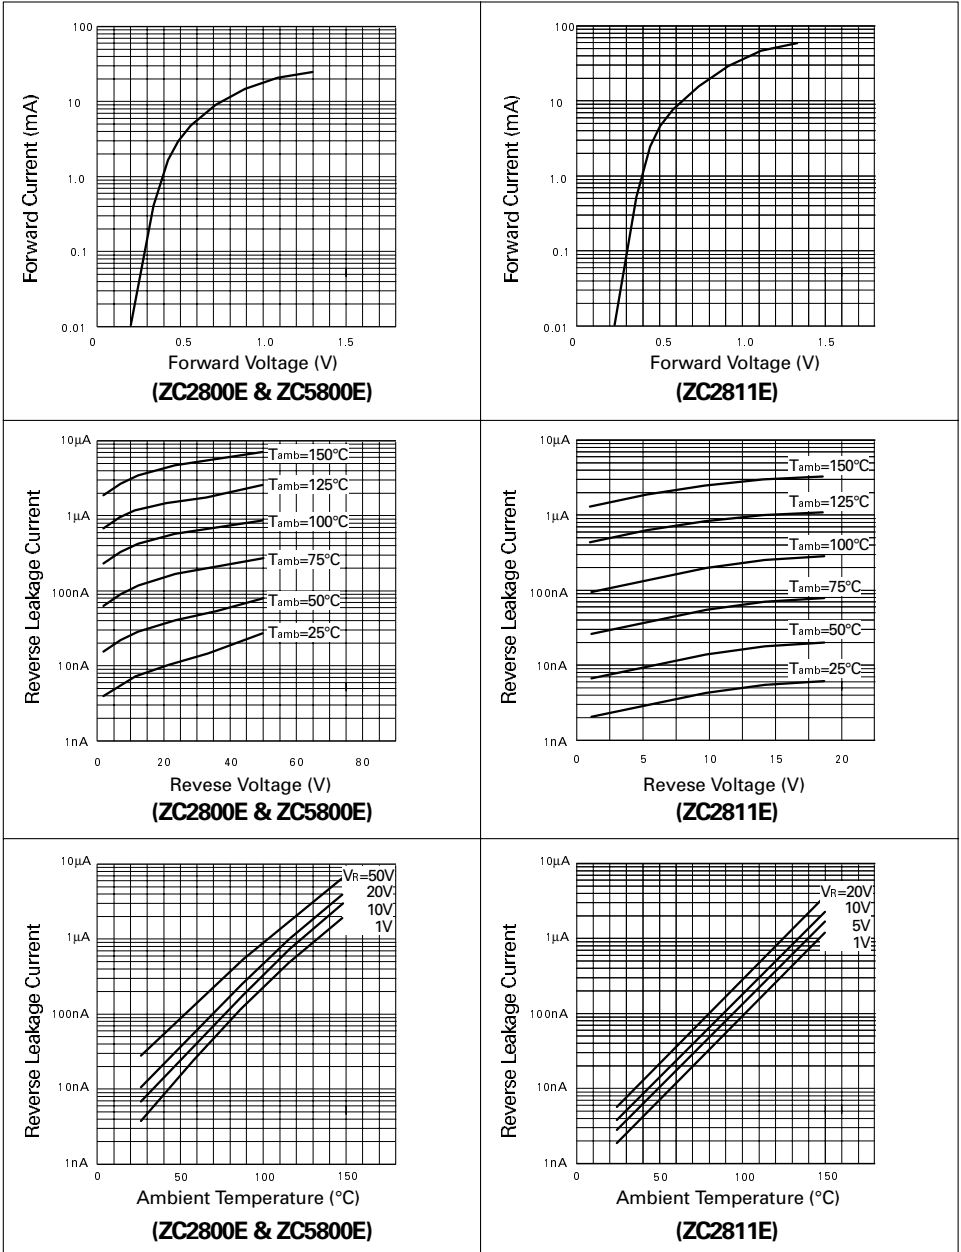 100
10
1.0
0.1
0.01
0
0.5
1.0
1.5
Forward Current (mA)
Forward Voltage (V)
(ZC2800E & ZC5800E)
100
10
1.0
0.1
0.01
0
0.5
1.0
1.5
Forward Current (mA)
Forward Voltage (V)
(ZC2811E)
10µA
1µA
100nA
10nA
1nA
0
20
40
60
80
Tamb=150°C
Tamb=125°C
Tamb=100°C
Tamb=75°C
Tamb=50°C
Tamb=25°C
Reverse Leakage Current
Revese Voltage (V)
(ZC2800E & ZC5800E)
10µA
1µA
100nA
10nA
1nA
0
5
10
15
20
Tamb=150°C
Tamb=125°C
Tamb=100°C
Tamb=75°C
Tamb=50°C
Tamb=25°C
Reverse Leakage Current
Revese Voltage (V)
(ZC2811E)
10µA
1µA
100nA
10nA
1nA
0
50
100
150
VR=50V
20V
10V
1V
Reverse Leakage Current
Ambient Temperature (°C)
(ZC2800E & ZC5800E)
10µA
1µA
100nA
10nA
1nA
0
50
100
150
VR=20V
10V
5V
1V
Reverse Leakage Current
Ambient Temperature (°C)
(ZC2811E)